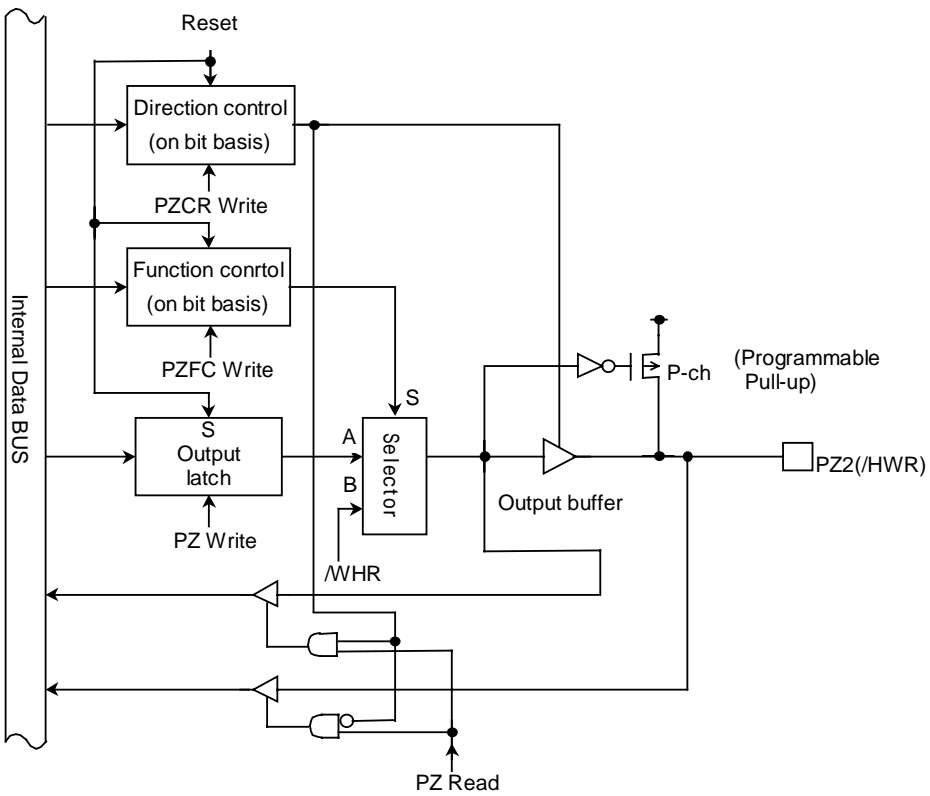 Reset
Direction control
(on bit basis)
PZCR Write
Function conrtol
(on bit basis)
PZFC Write
Internal Data BUS
P-ch
(Programmable
Pull-up)
S
S
Output
latch
A
B
Selector
PZ2(/HWR)
Output buffer
PZ Write
/WHR
PZ Read